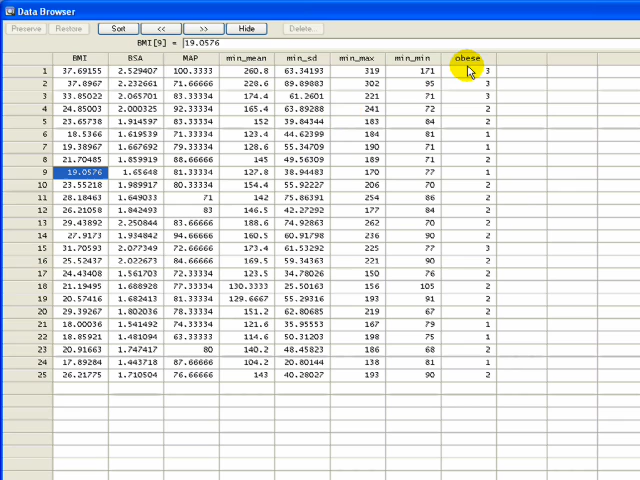 Data Browser
Preserve Restore Sort << >> Hide Delete...
BMI[9] = 19.0576
BMI BSA MAP min_mean min_sd min_max min_min obese
1 37.69155 2.529407 100.3333 260.8 63.34193 319 171 3
2 37.8967 2.232661 71.66666 228.6 89.89883 302 95 3
3 33.85022 2.065701 83.33334 174.4 61.2601 221 71 3
4 24.85003 2.000325 92.33334 165.4 63.89288 241 72 2
5 23.65738 1.914597 83.33334 152 39.84344 183 84 2
6 18.5366 1.619539 71.33334 123.4 44.62399 184 81 1
7 19.38967 1.667692 79.33334 128.6 55.34709 190 71 1
8 21.70485 1.859919 88.66666 145 49.56309 189 71 2
9 19.0576 1.65648 81.33334 127.8 38.94483 170 77 1
10 23.55218 1.989917 80.33334 154.4 55.92227 206 70 2
11 28.18463 1.649033 71 142 75.86391 254 86 2
12 26.21058 1.842493 83 146.5 42.27292 177 84 2
13 29.43892 2.250844 83.66666 188.6 74.92863 262 70 2
14 27.9173 1.934842 94.66666 160.5 60.91798 236 90 2
15 31.70593 2.077349 72.66666 173.4 61.53292 225 77 3
16 25.52437 2.022673 84.66666 169.5 59.34363 221 90 2
17 24.43408 1.561703 72.33334 123.5 34.78026 150 76 2
18 21.19495 1.688928 77.33334 130.3333 25.50163 156 105 2
19 20.57416 1.682413 81.33334 129.6667 55.29316 193 91 2
20 29.39267 1.802036 78.33334 151.2 62.80685 219 67 2
21 18.00036 1.541492 74.33334 121.6 35.95553 167 79 1
22 18.85921 1.481094 63.33334 114.6 50.31203 198 75 1
23 20.91663 1.747417 80 140.2 48.45823 186 68 2
24 17.89284 1.443718 87.66666 104.2 20.80144 138 81 1
25 26.21775 1.710504 76.66666 143 40.28027 193 90 2